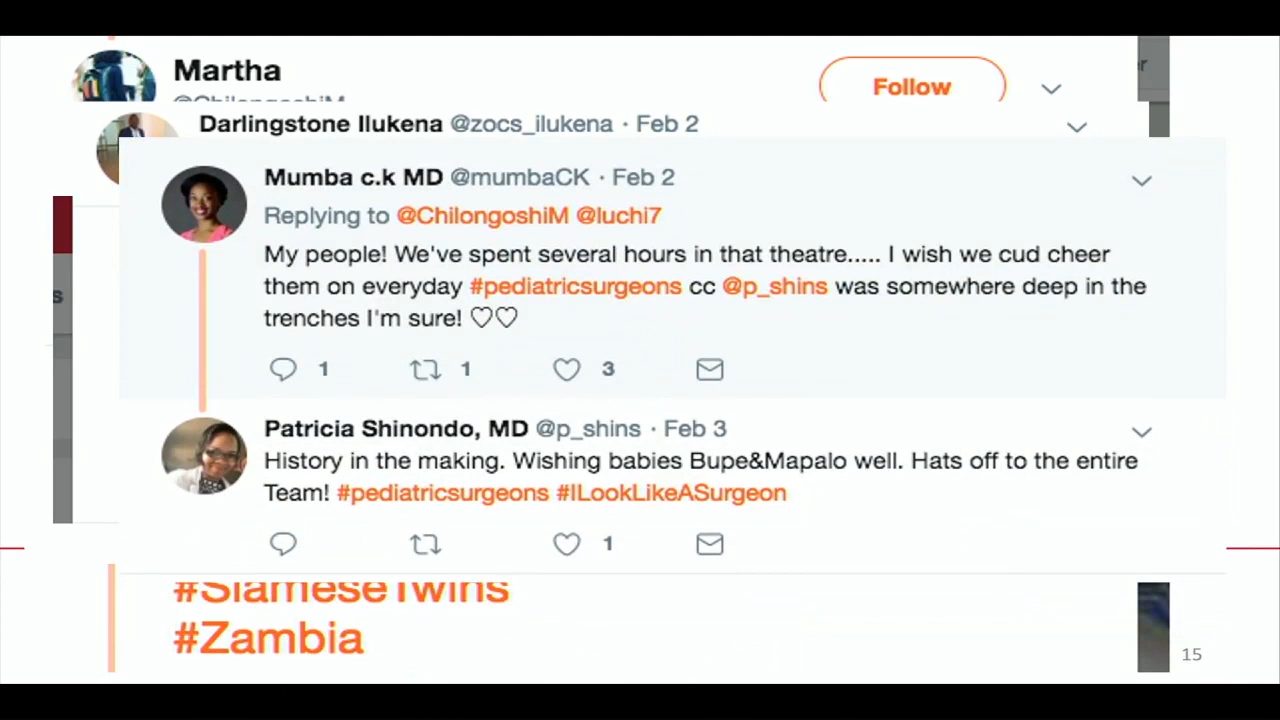 Martha
Follow
@ChilongoshiM
Darlingstone Ilukena @zocs_ilukena · Feb 2
Mumba c.k MD @mumbaCK · Feb 2
Replying to @ChilongoshiM @luchi7
My people! We've spent several hours in that theatre..... I wish we cud cheer
them on everyday #pediatricsurgeons cc @p_shins was somewhere deep in the
trenches I'm sure! ♡♡
1 1 3
Patricia Shinondo, MD @p_shins · Feb 3
History in the making. Wishing babies Bupe&Mapalo well. Hats off to the entire
Team! #pediatricsurgeons #ILookLikeASurgeon
1
#SiameseTwins
#Zambia
15